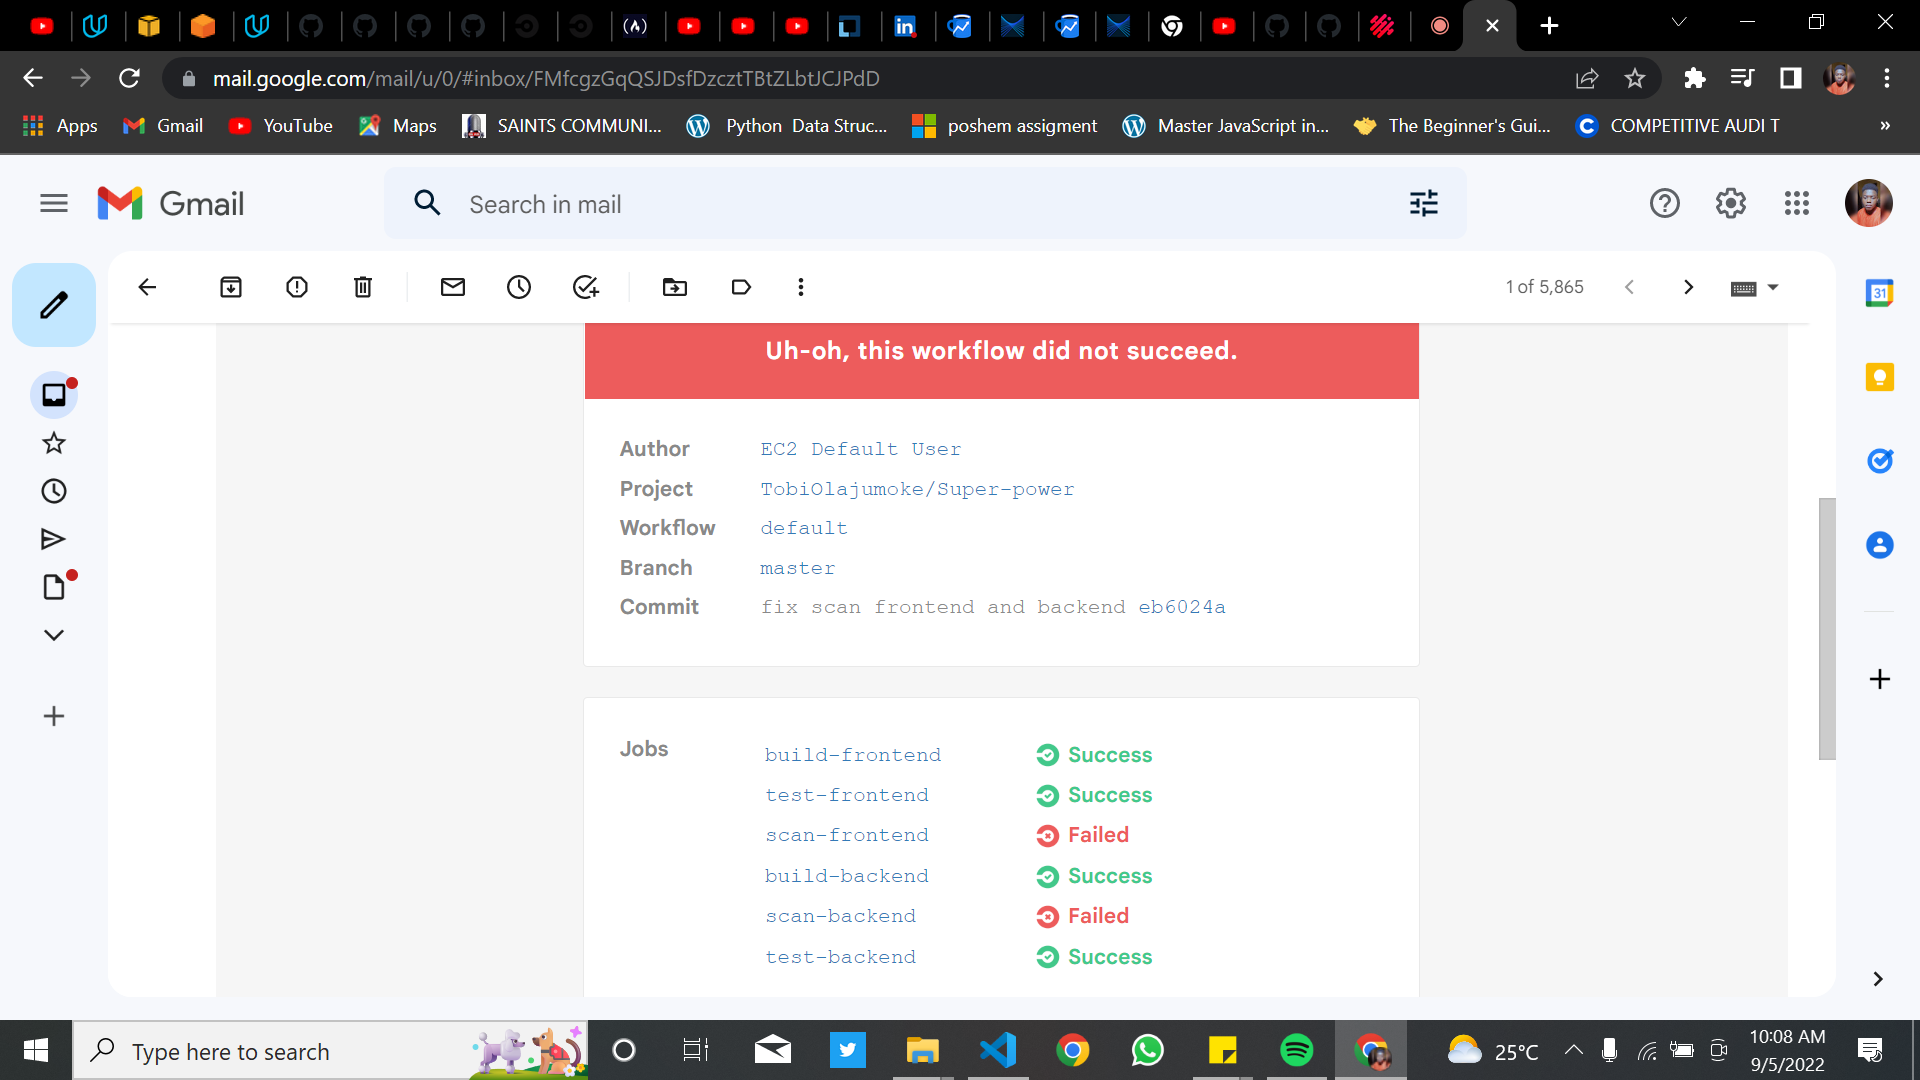 mail.google.com/mail/u/0/#inbox/FMfcgzGqQSJDsfDzcztTBtZLbtJCJPdD
Apps
Gmail
YouTube
Maps
SAINTS COMMUNI...
Python Data Struc...
poshem assigment
Master JavaScript in...
The Beginner's Gui...
COMPETITIVE AUDI T
»
Gmail
Search in mail
1 of 5,865
31
Uh-oh, this workflow did not succeed.
Author EC2 Default User
Project TobiOlajumoke/Super-power
Workflow default
Branch master
Commit fix scan frontend and backend eb6024a
Jobs
build-frontend Success
test-frontend Success
scan-frontend Failed
build-backend Success
scan-backend Failed
test-backend Success
Type here to search
25°C
10:08 AM
9/5/2022